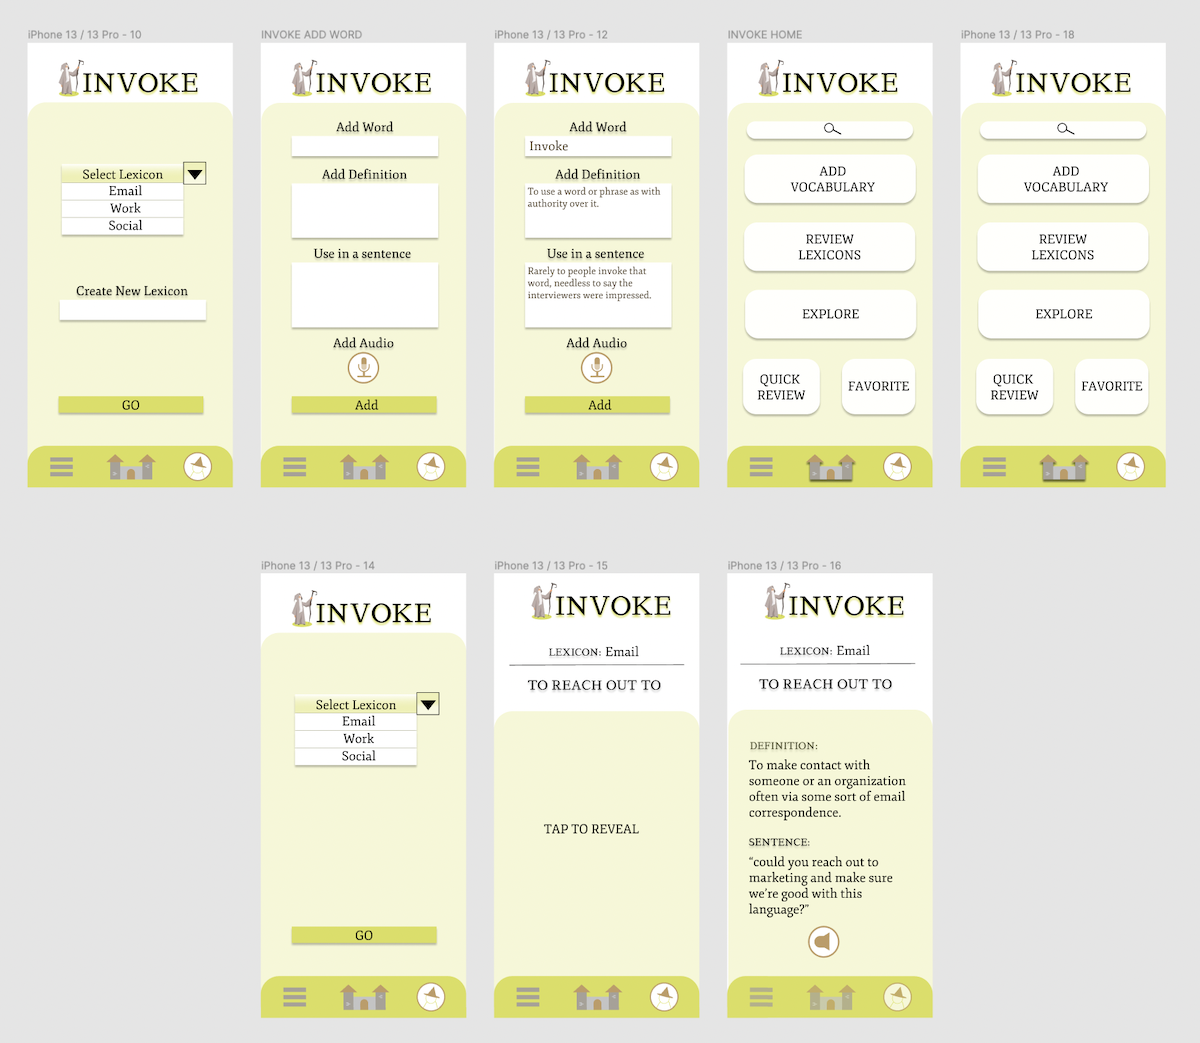 iPhone 13 / 13 Pro - 10
INVOKE
Select Lexicon
Email
Work
Social
Create New Lexicon
GO
INVOKE ADD WORD
INVOKE
Add Word
Add Definition
Use in a sentence
Add Audio
Add
iPhone 13 / 13 Pro - 12
INVOKE
Add Word
Invoke
Add Definition
To use a word or phrase as with
authority over it.
Use in a sentence
Rarely to people invoke that
word, needless to say the
interviewers were impressed.
Add Audio
Add
INVOKE HOME
INVOKE
ADD
VOCABULARY
REVIEW
LEXICONS
EXPLORE
QUICK
REVIEW
FAVORITE
iPhone 13 / 13 Pro - 18
INVOKE
ADD
VOCABULARY
REVIEW
LEXICONS
EXPLORE
QUICK
REVIEW
FAVORITE
iPhone 13 / 13 Pro - 14
INVOKE
Select Lexicon
Email
Work
Social
GO
iPhone 13 / 13 Pro - 15
INVOKE
LEXICON: Email
TO REACH OUT TO
TAP TO REVEAL
iPhone 13 / 13 Pro - 16
INVOKE
LEXICON: Email
TO REACH OUT TO
DEFINITION:
To make contact with
someone or an organization
often via some sort of email
correspondence.
SENTENCE:
“could you reach out to
marketing and make sure
we’re good with this
language?”